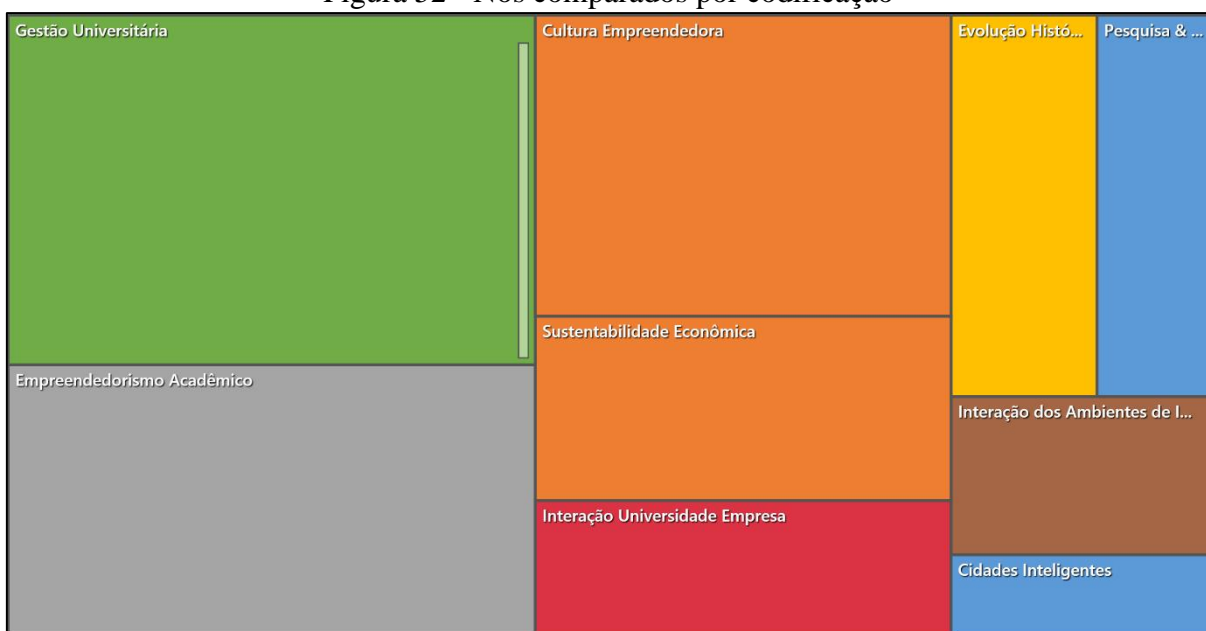 Figura 32 - Nós comparados por codificação
Gestão Universitária
Empreendedorismo Acadêmico
Cultura Empreendedora
Sustentabilidade Econômica
Interação Universidade Empresa
Evolução Histó...
Pesquisa & ...
Interação dos Ambientes de I...
Cidades Inteligentes